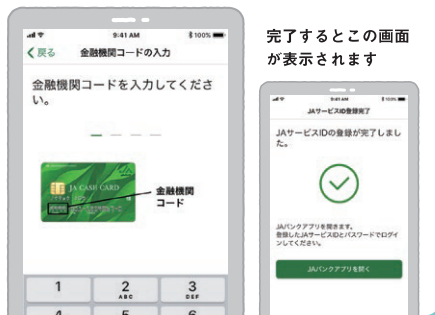 完了するとこの画面
が表示されます
9:41 AM
100%
戻る
金融機関コードの入力
金融機関コードを入力してくださ
い。
JA CASH CARD
金融機関
コード
1
2
ABC
3
DEF
4
5
6
9:41 AM
100%
JAサービスID登録完了
JAサービスIDの登録が完了しまし
た。
JAバンクアプリを開きます。
登録したJAサービスIDとパスワードでログイ
ンしてください。
JAバンクアプリを開く